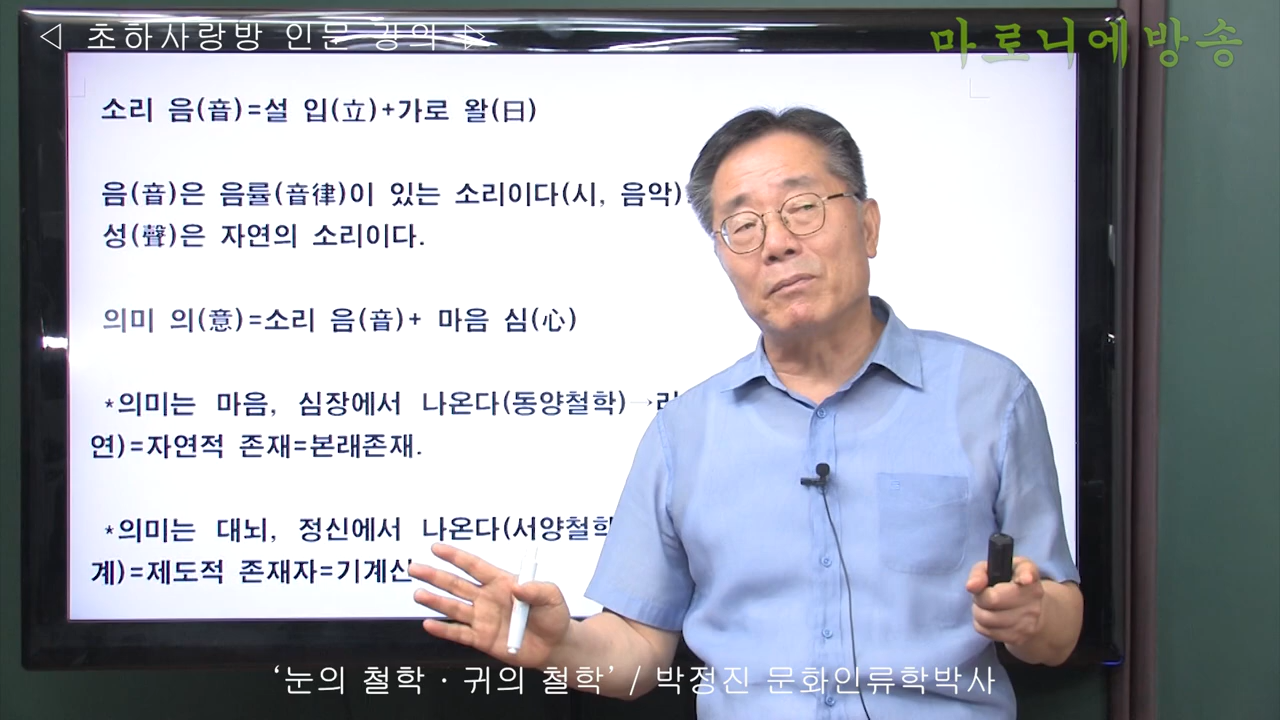 ◁ 초하사랑방 인문 강의 ▷
마로니에방송
소리 음(音)=설 입(立)+가로 왈(曰)
음(音)은 음률(音律)이 있는 소리이다(시, 음악)
성(聲)은 자연의 소리이다.
의미 의(意)=소리 음(音)+ 마음 심(心)
*의미는 마음, 심장에서 나온다(동양철학)→
연)=자연적 존재=본래존재.
*의미는 대뇌, 정신에서 나온다(서양철학
계)=제도적 존재자=기계신
‘눈의 철학 · 귀의 철학’ / 박정진 문화인류학박사